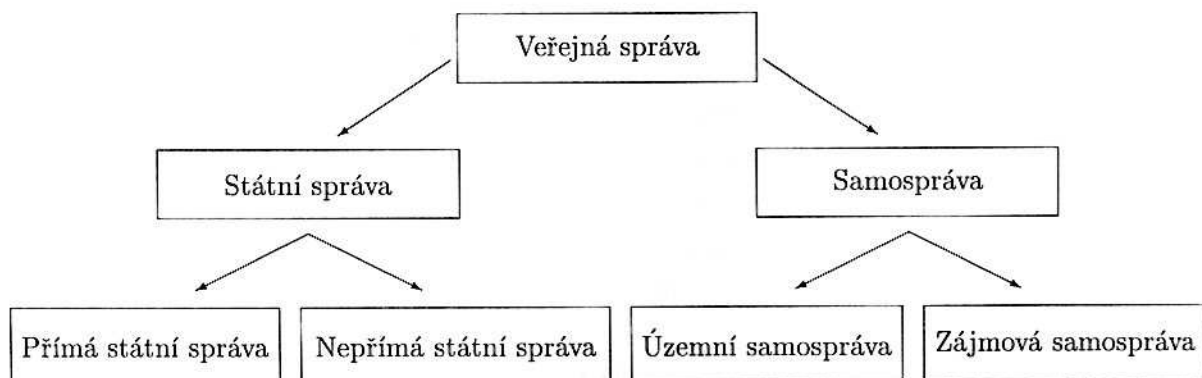 Veřejná správa
Státní správa
Samospráva
Přímá státní správa
Nepřímá státní správa
Územní samospráva
Zájmová samospráva